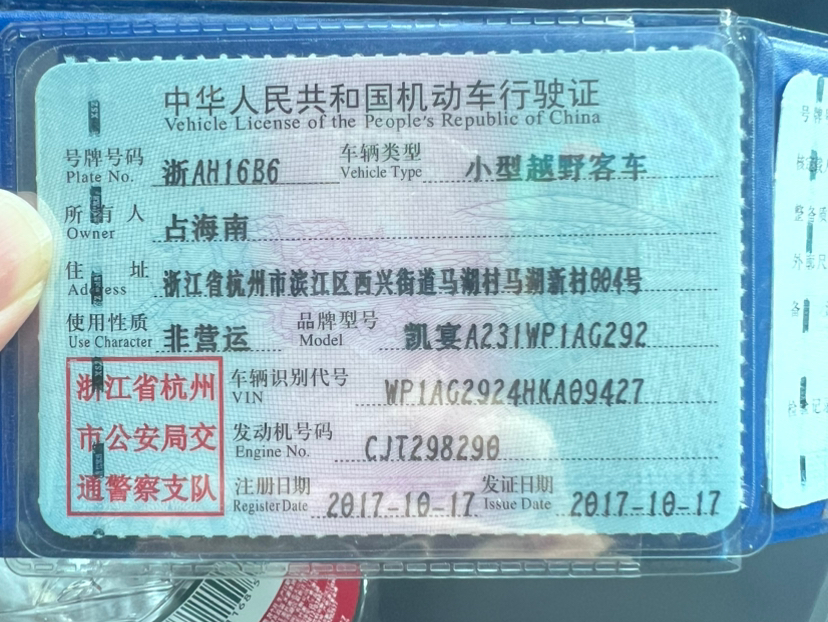 中华人民共和国机动车行驶证
Vehicle License of the People's Republic of China
号牌号码 浙AH16B6 车辆类型 小型越野客车
Plate No. Vehicle Type
所有人 占海南
Owner
住址 浙江省杭州市滨江区西兴街道马湖村马湖新村004号
Address
使用性质 非营运 品牌型号 凯宴A231WP1AG292
Use Character Model
浙江省杭州
市公安局交
通警察支队
车辆识别代号 WP1AG2924HKA09427
VIN
发动机号码 CJT298290
Engine No.
注册日期 2017-10-17 发证日期 2017-10-17
Register Date Issue Date
号牌